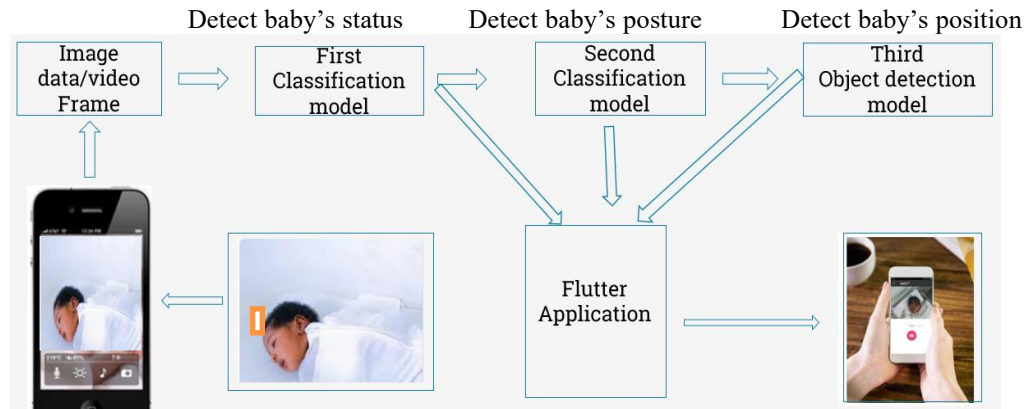 Detect baby’s status
Detect baby’s posture
Detect baby’s position
Image
data/video
Frame
First
Classification
model
Second
Classification
model
Third
Object detection
model
Flutter
Application